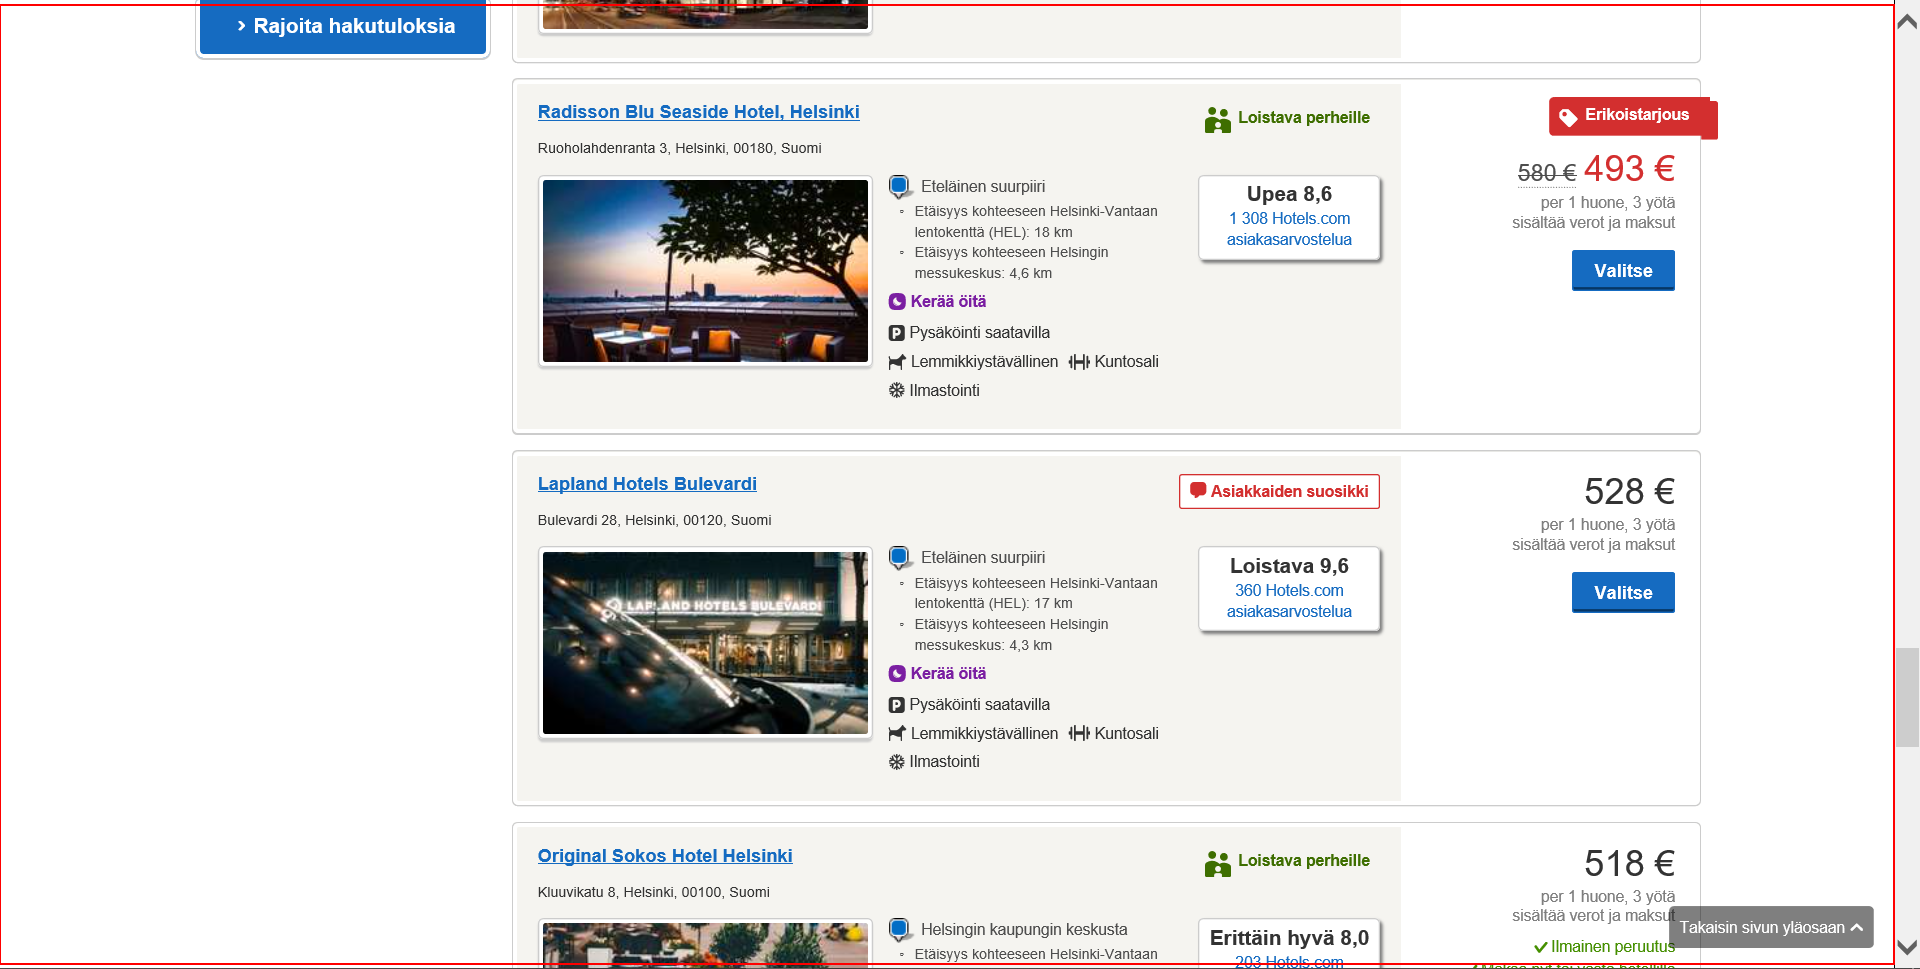 › Rajoita hakutuloksia
Radisson Blu Seaside Hotel, Helsinki
Loistava perheille
Erikoistarjous
Ruoholahdenranta 3, Helsinki, 00180, Suomi
580 € 493 €
per 1 huone, 3 yötä
sisältää verot ja maksut
Valitse
Eteläinen suurpiiri
Etäisyys kohteeseen Helsinki-Vantaan
lentokenttä (HEL): 18 km
Etäisyys kohteeseen Helsingin
messukeskus: 4,6 km
Upea 8,6
1 308 Hotels.com
asiakasarvostelua
Kerää öitä
P Pysäköinti saatavilla
Lemmikkiystävällinen Kuntosali
Ilmastointi
Lapland Hotels Bulevardi
Asiakkaiden suosikki
528 €
Bulevardi 28, Helsinki, 00120, Suomi
per 1 huone, 3 yötä
sisältää verot ja maksut
Valitse
LAPLAND HOTELS BULEVARDI
Eteläinen suurpiiri
Etäisyys kohteeseen Helsinki-Vantaan
lentokenttä (HEL): 17 km
Etäisyys kohteeseen Helsingin
messukeskus: 4,3 km
Loistava 9,6
360 Hotels.com
asiakasarvostelua
Kerää öitä
P Pysäköinti saatavilla
Lemmikkiystävällinen Kuntosali
Ilmastointi
Original Sokos Hotel Helsinki
Loistava perheille
518 €
Kluuvikatu 8, Helsinki, 00100, Suomi
per 1 huone, 3 yötä
sisältää verot ja maksut
Ilmainen peruutus
Helsingin kaupungin keskusta
Etäisyys kohteeseen Helsinki-Vantaan
Erittäin hyvä 8,0
203 Hotels.com
Takaisin sivun yläosaan